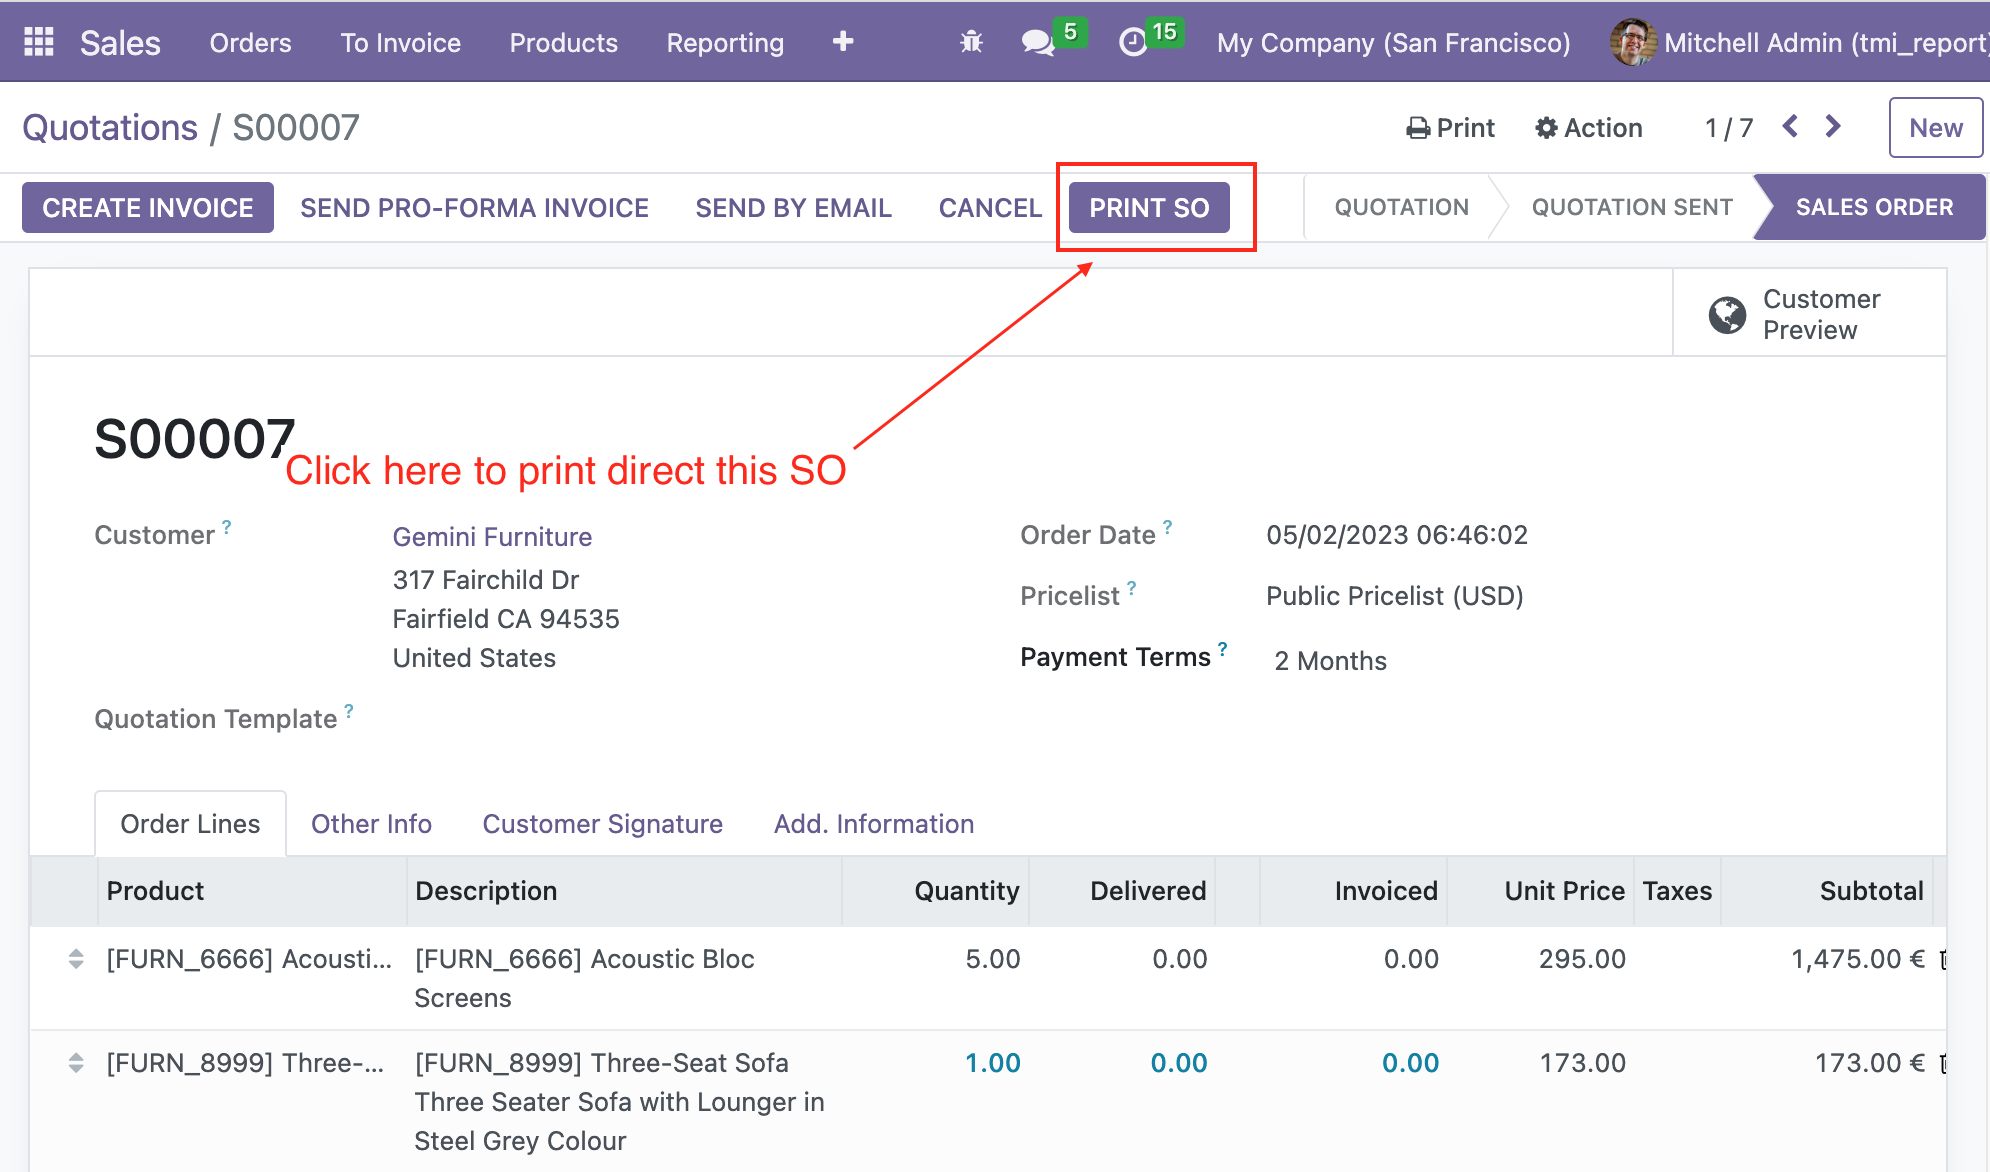 Sales Orders To Invoice Products Reporting 5 15 My Company (San Francisco) Mitchell Admin (tmi_report)
Quotations / S00007 Print Action 1 / 7 New
CREATE INVOICE SEND PRO-FORMA INVOICE SEND BY EMAIL CANCEL PRINT SO QUOTATION QUOTATION SENT SALES ORDER
Customer
Preview
S00007
Click here to print direct this SO
Customer ? Gemini Furniture Order Date ? 05/02/2023 06:46:02
317 Fairchild Dr
Pricelist ? Public Pricelist (USD)
Fairfield CA 94535
United States Payment Terms ? 2 Months
Quotation Template ?
Order Lines Other Info Customer Signature Add. Information
Product Description Quantity Delivered Invoiced Unit Price Taxes Subtotal
[FURN_6666] Acousti... [FURN_6666] Acoustic Bloc 5.00 0.00 0.00 295.00 1,475.00 €
Screens
[FURN_8999] Three-... [FURN_8999] Three-Seat Sofa 1.00 0.00 0.00 173.00 173.00 €
Three Seater Sofa with Lounger in
Steel Grey Colour